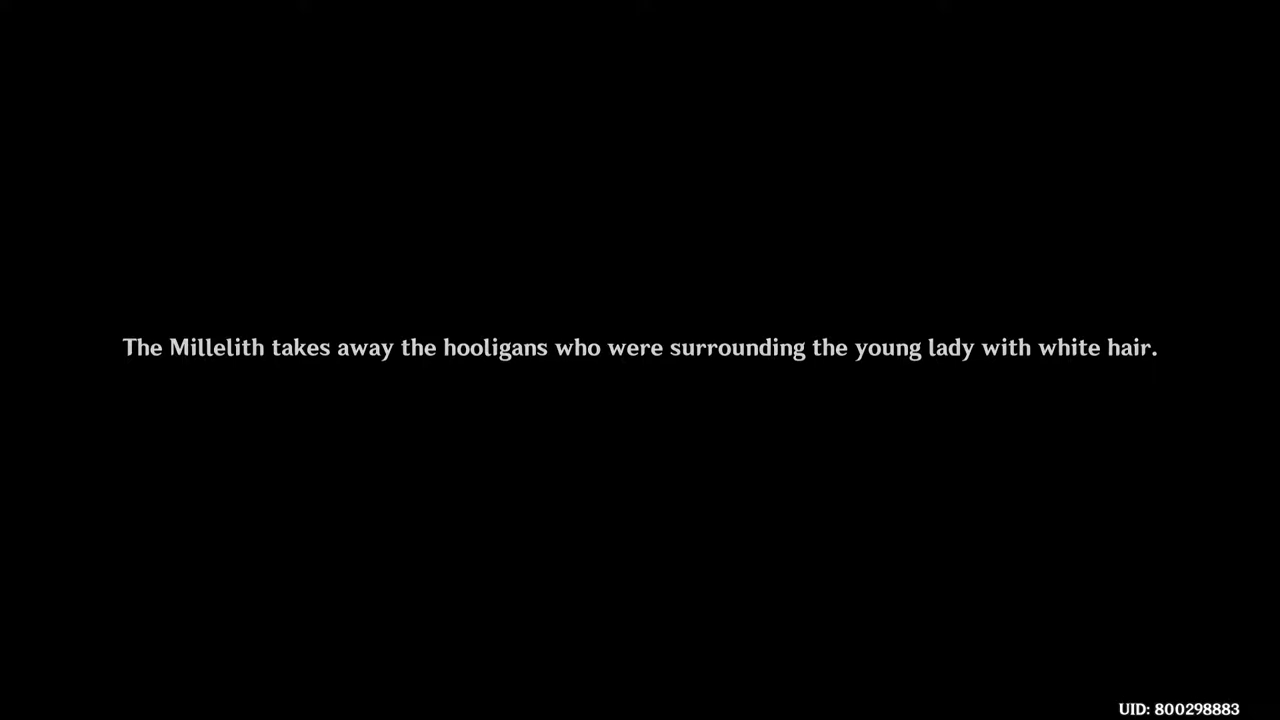 The Millelith takes away the hooligans who were surrounding the young lady with white hair.
UID: 800298883